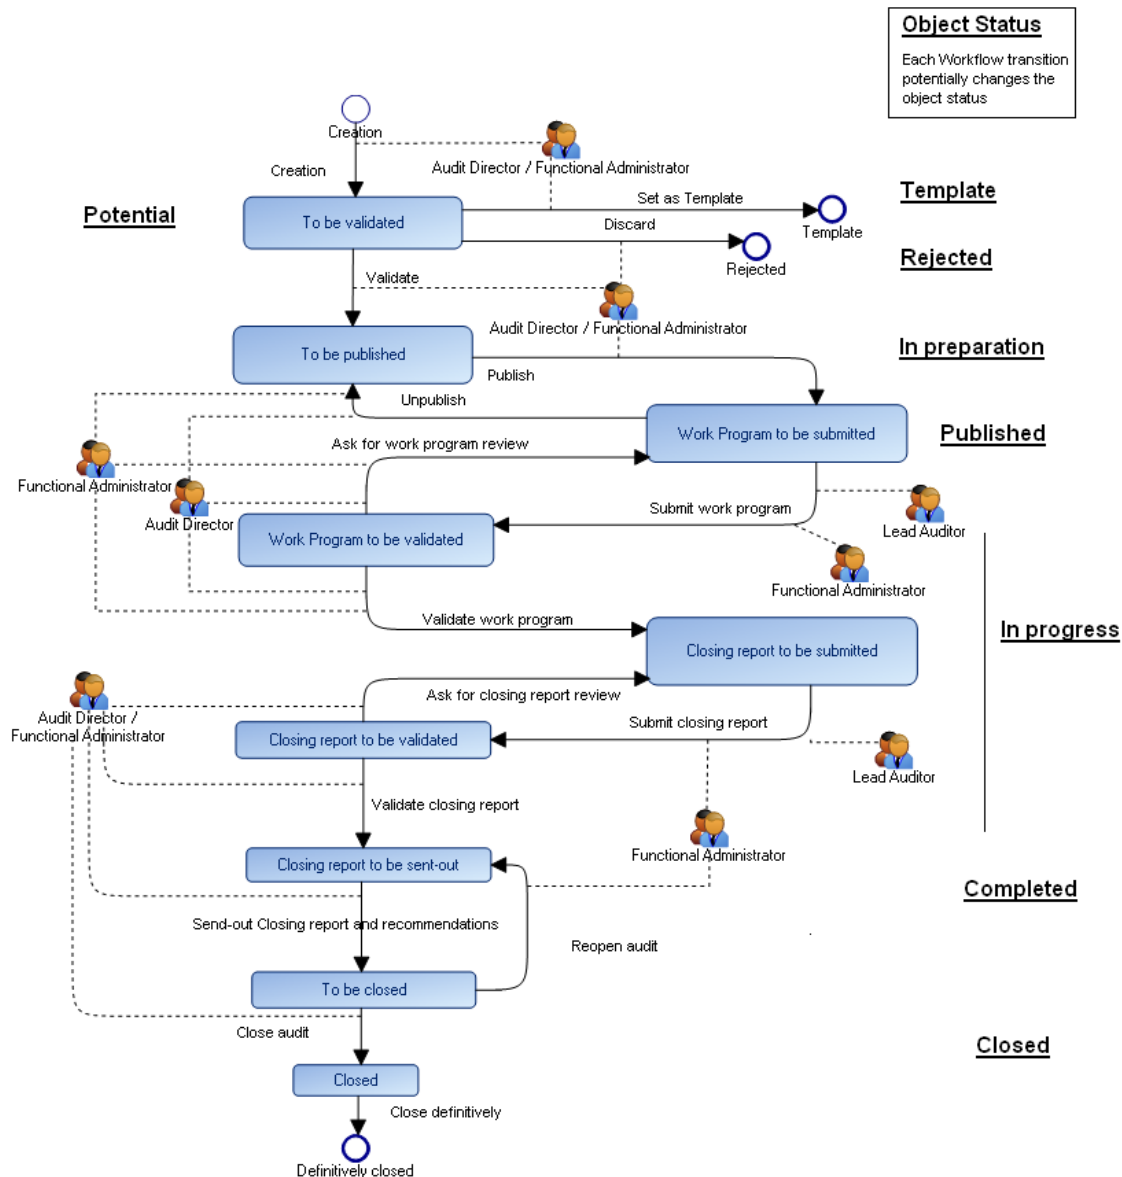 Object Status
Each Workflow transition
potentially changes the
object status
Creation
Creation
Audit Director / Functional Administrator
Potential
To be validated
Set as Template
Template
Template
Discard
Rejected
Rejected
Validate
Audit Director / Functional Administrator
To be published
In preparation
Publish
Unpublish
Work Program to be submitted
Published
Ask for work program review
Functional Administrator
Audit Director
Submit work program
Lead Auditor
Work Program to be validated
Functional Administrator
Validate work program
In progress
Closing report to be submitted
Ask for closing report review
Audit Director /
Functional Administrator
Submit closing report
Closing report to be validated
Lead Auditor
Validate closing report
Functional Administrator
Closing report to be sent-out
Completed
Send-out Closing report and recommendations
Reopen audit
To be closed
Close audit
Closed
Closed
Close definitively
Definitively closed